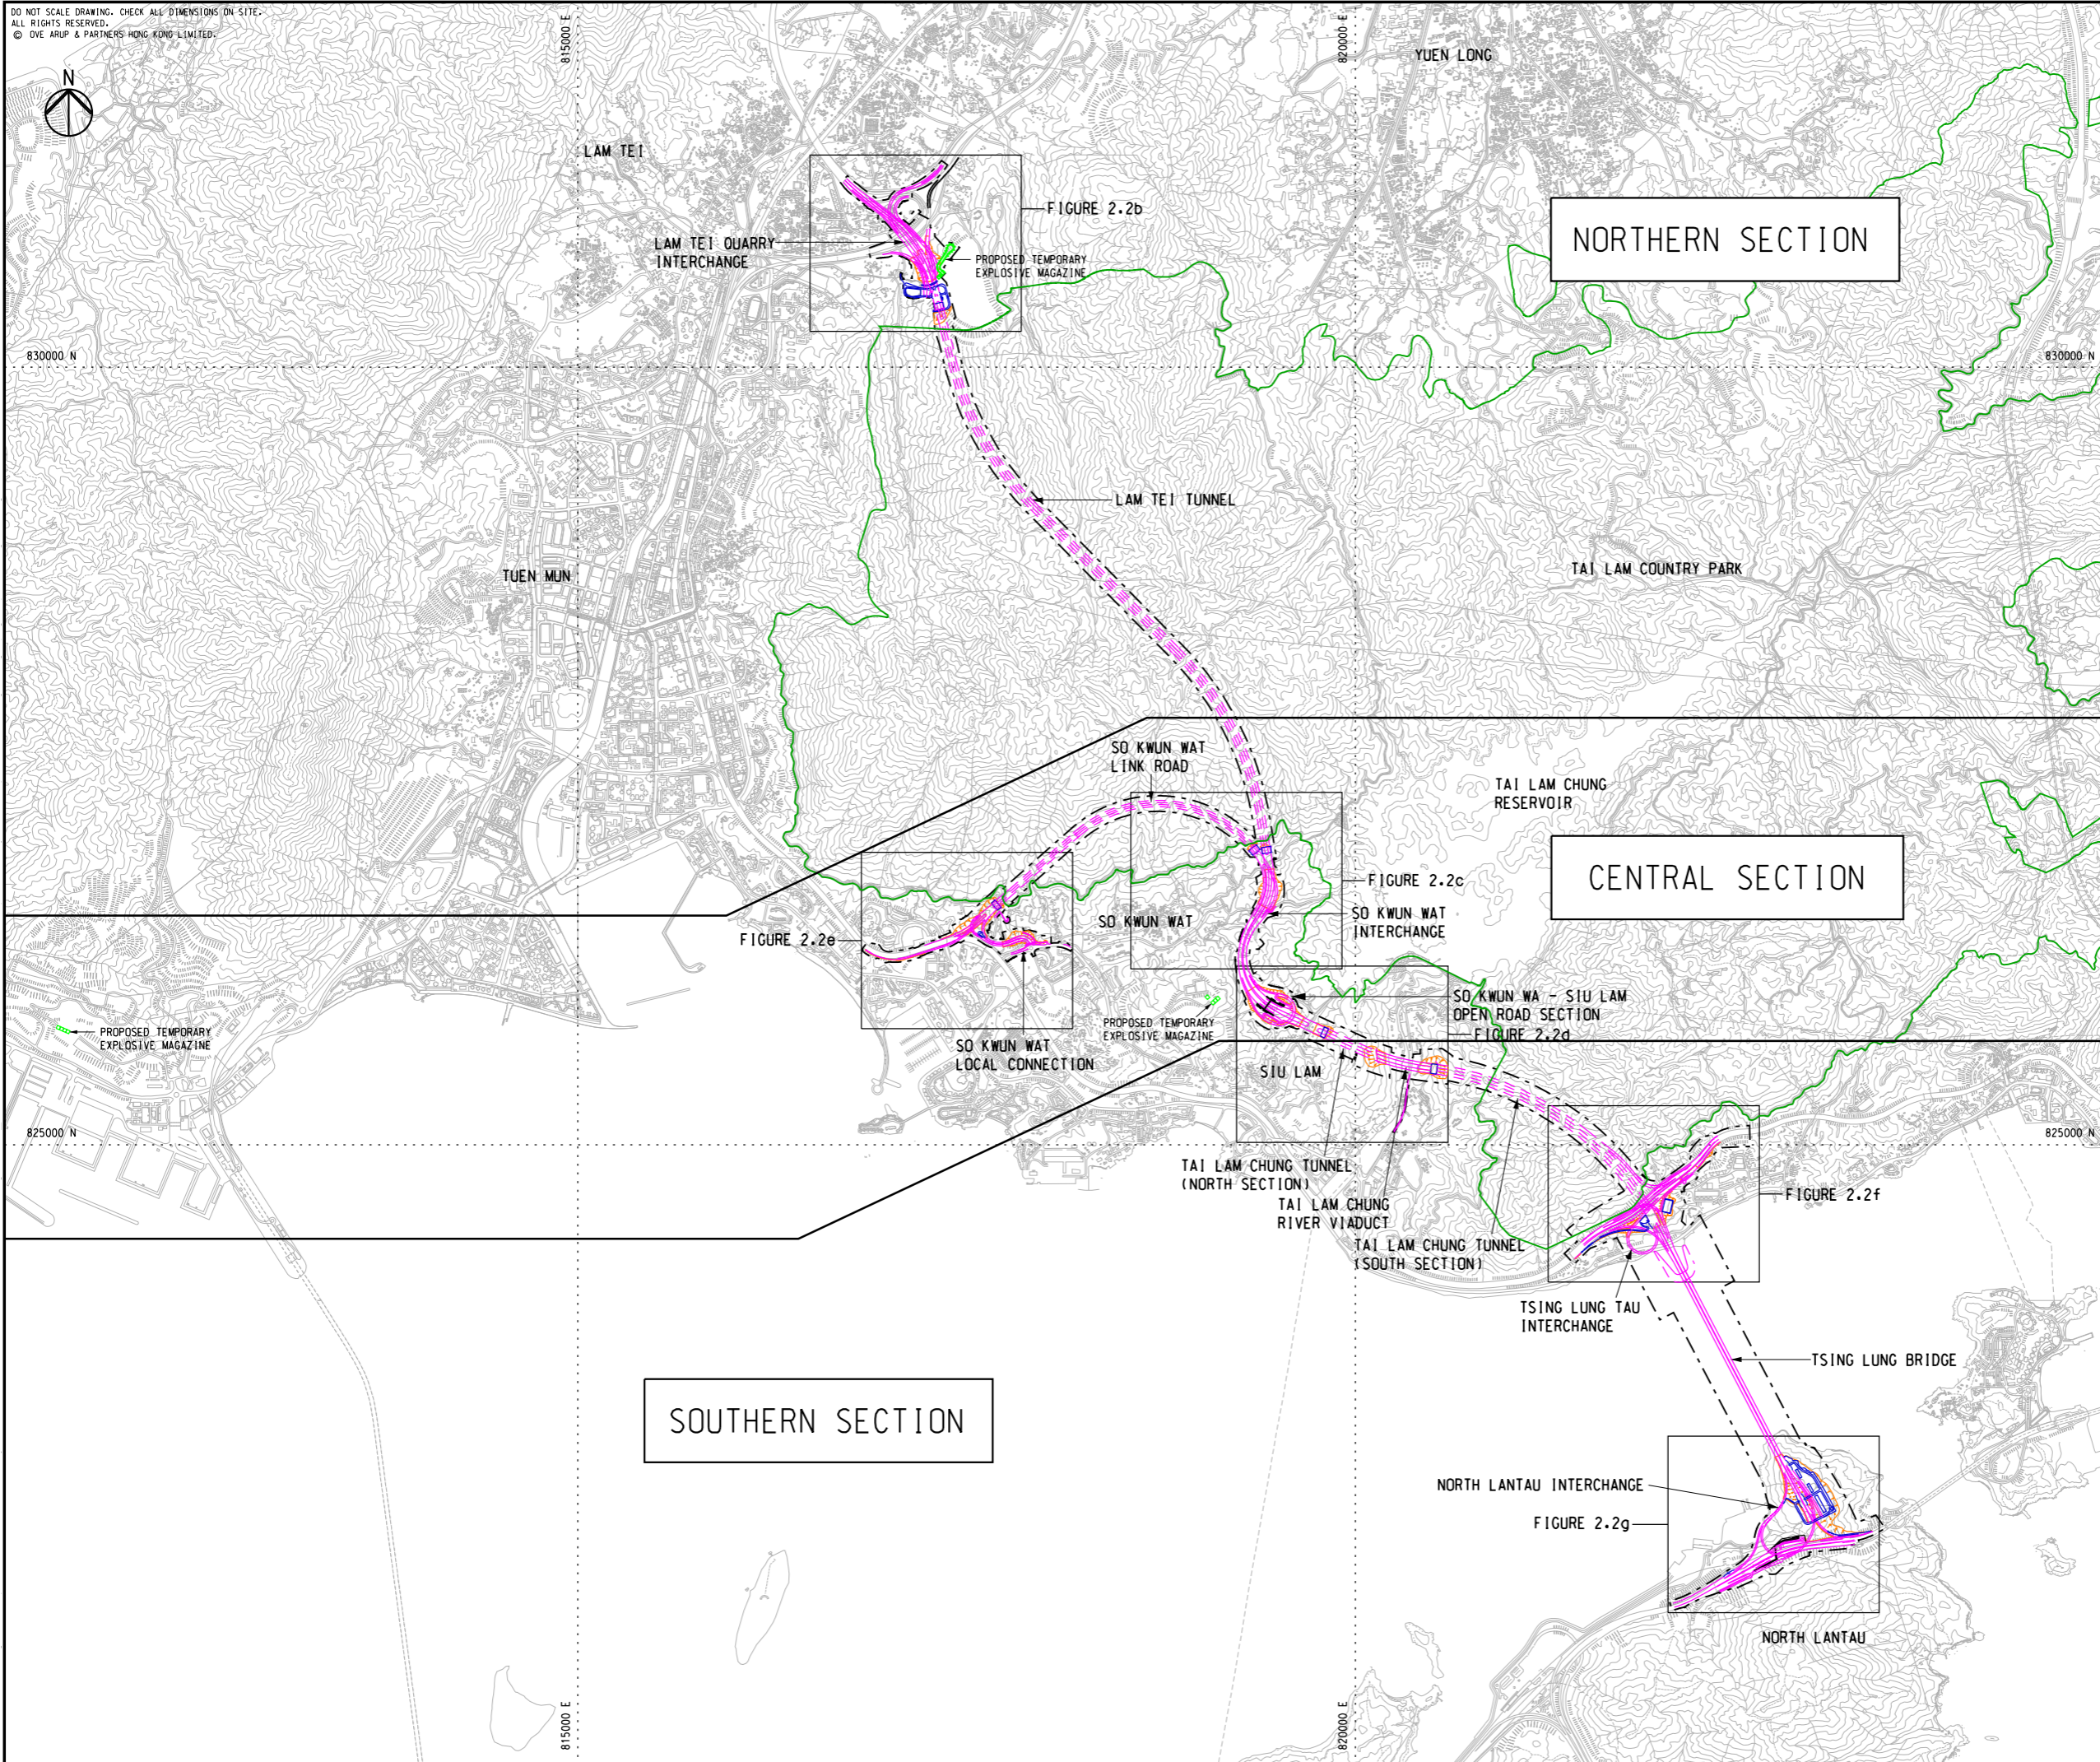 DO NOT SCALE DRAWING. CHECK ALL DIMENSIONS ON SITE.
ALL RIGHTS RESERVED.
© OVE ARUP & PARTNERS HONG KONG LIMITED.
815000 E
820000 E
N
YUEN LONG
LAM TEI
FIGURE 2.2b
LAM TEI QUARRY
INTERCHANGE
PROPOSED TEMPORARY
EXPLOSIVE MAGAZINE
NORTHERN SECTION
830000 N
830000 N
LAM TEI TUNNEL
TUEN MUN
TAI LAM COUNTRY PARK
SO KWUN WAT
LINK ROAD
TAI LAM CHUNG
RESERVOIR
CENTRAL SECTION
FIGURE 2.2c
SO KWUN WAT
SO KWUN WAT
INTERCHANGE
FIGURE 2.2e
SO KWUN WA - SIU LAM
OPEN ROAD SECTION
FIGURE 2.2d
PROPOSED TEMPORARY
EXPLOSIVE MAGAZINE
PROPOSED TEMPORARY
EXPLOSIVE MAGAZINE
SO KWUN WAT
LOCAL CONNECTION
SIU LAM
825000 N
825000 N
TAI LAM CHUNG TUNNEL
(NORTH SECTION)
TAI LAM CHUNG
RIVER VIADUCT
FIGURE 2.2f
TAI LAM CHUNG TUNNEL
(SOUTH SECTION)
TSING LUNG TAU
INTERCHANGE
TSING LUNG BRIDGE
SOUTHERN SECTION
NORTH LANTAU INTERCHANGE
FIGURE 2.2g
NORTH LANTAU
815000 E
820000 E